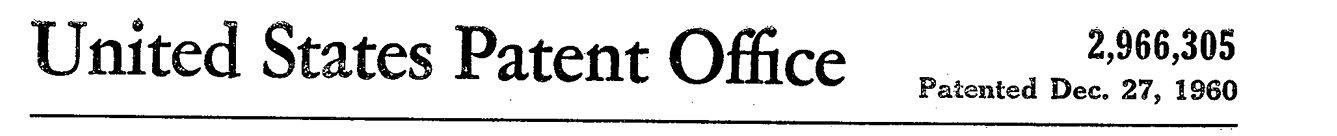 United States Patent Office
2,966,305
Patented Dec. 27, 1960